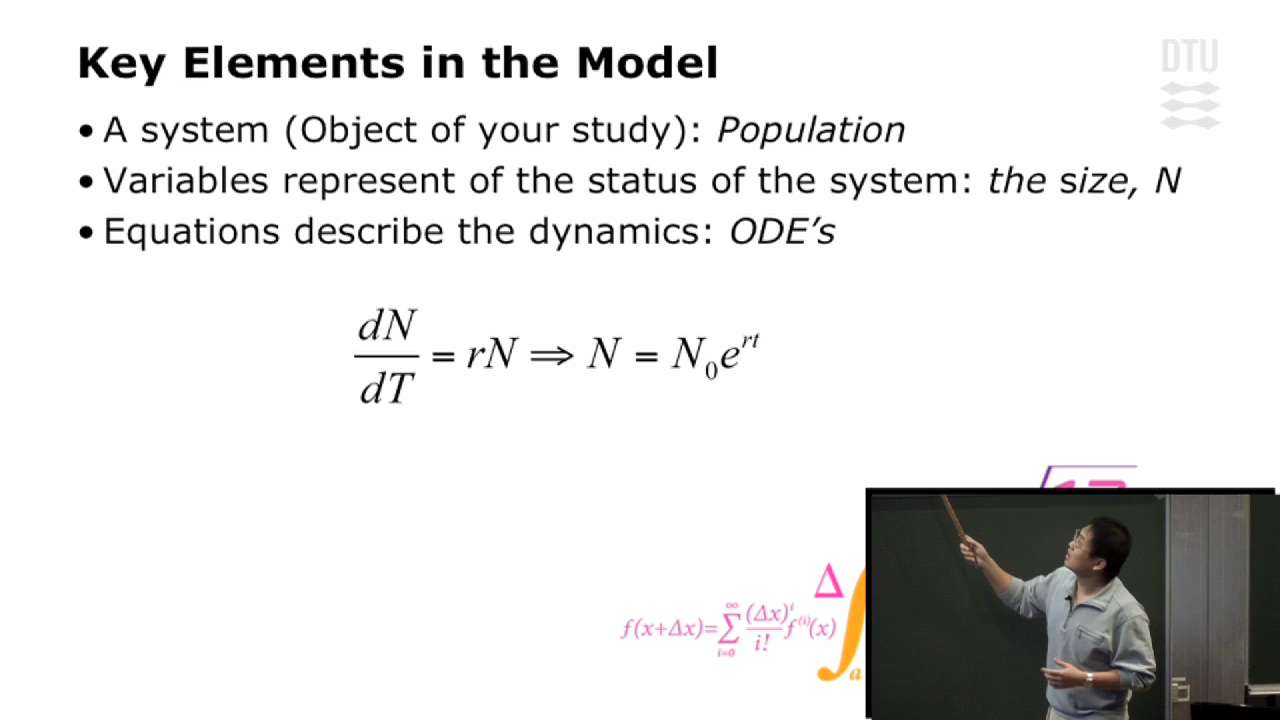 Key Elements in the Model
DTU
• A system (Object of your study): Population
• Variables represent of the status of the system: the size, N
• Equations describe the dynamics: ODE's
dN/dT = rN ⇒ N = N₀e^{rt}
Δ
f(x+Δx)=∑_{i=0}^{∞} (Δx)^i/i! f^{(i)}(x)
∫_a
DTU